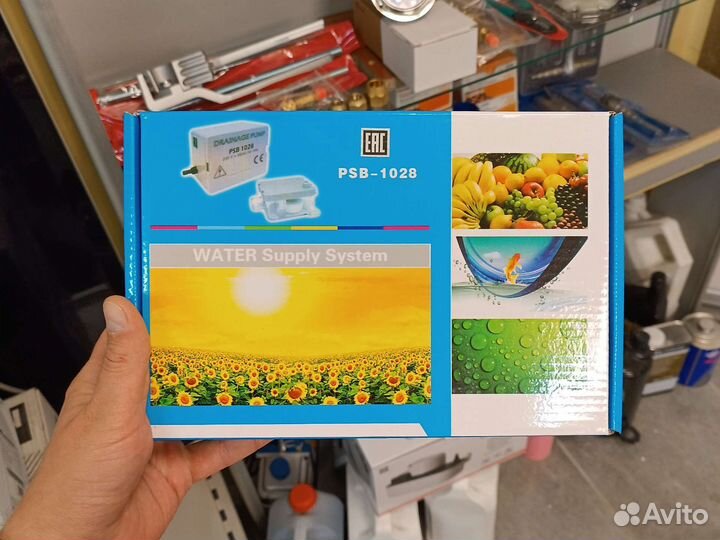 DRAINAGE PUMP
PSB 1028
EAC
PSB-1028
WATER Supply System
Avito